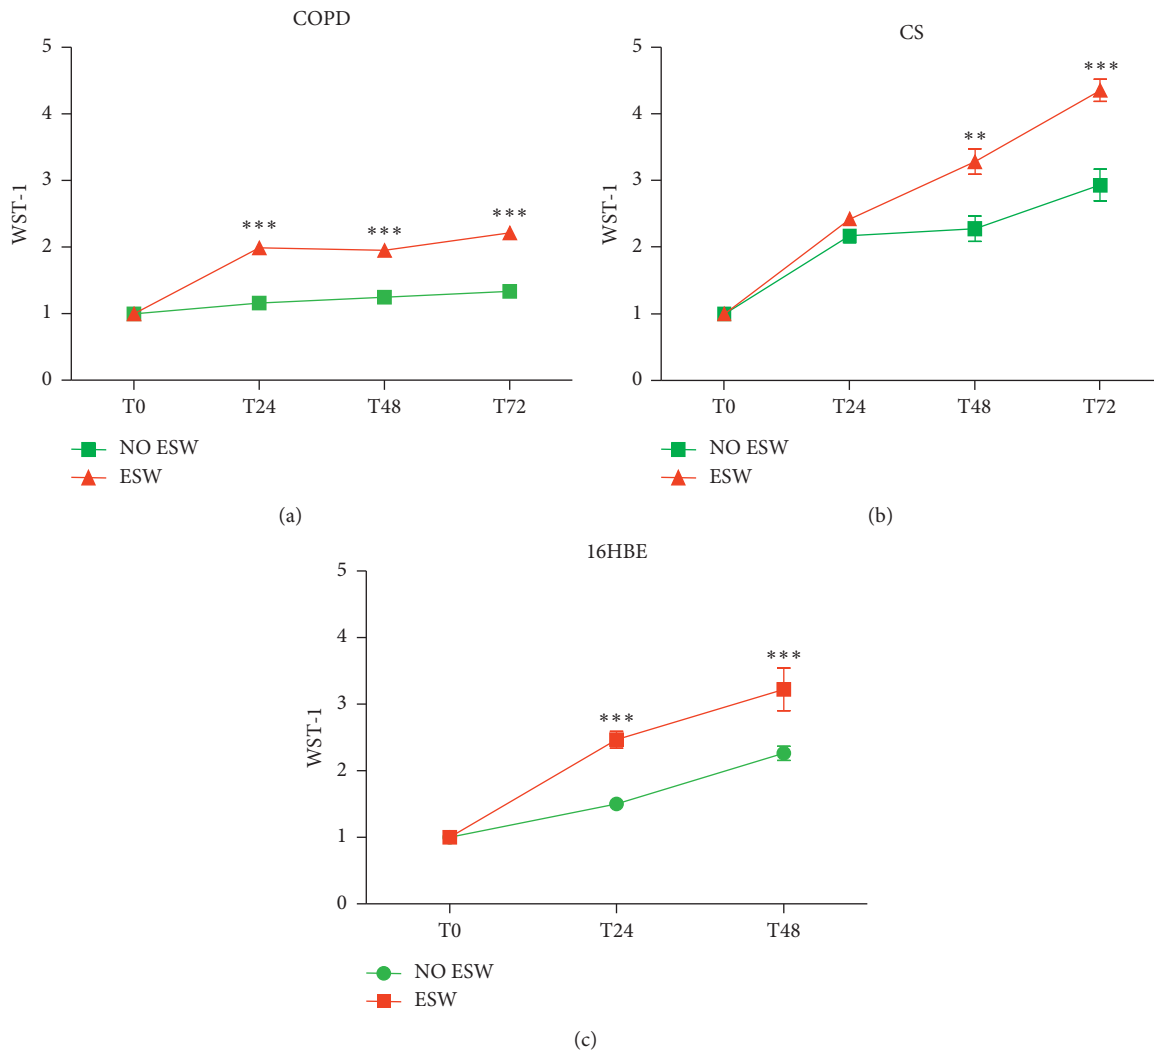 COPD
5
4
3
2
1
0
WST-1
***
***
***
T0 T24 T48 T72
NO ESW
ESW
(a)
CS
5
4
3
2
1
0
WST-1
**
***
T0 T24 T48 T72
NO ESW
ESW
(b)
16HBE
5
4
3
2
1
0
WST-1
***
***
T0 T24 T48
NO ESW
ESW
(c)